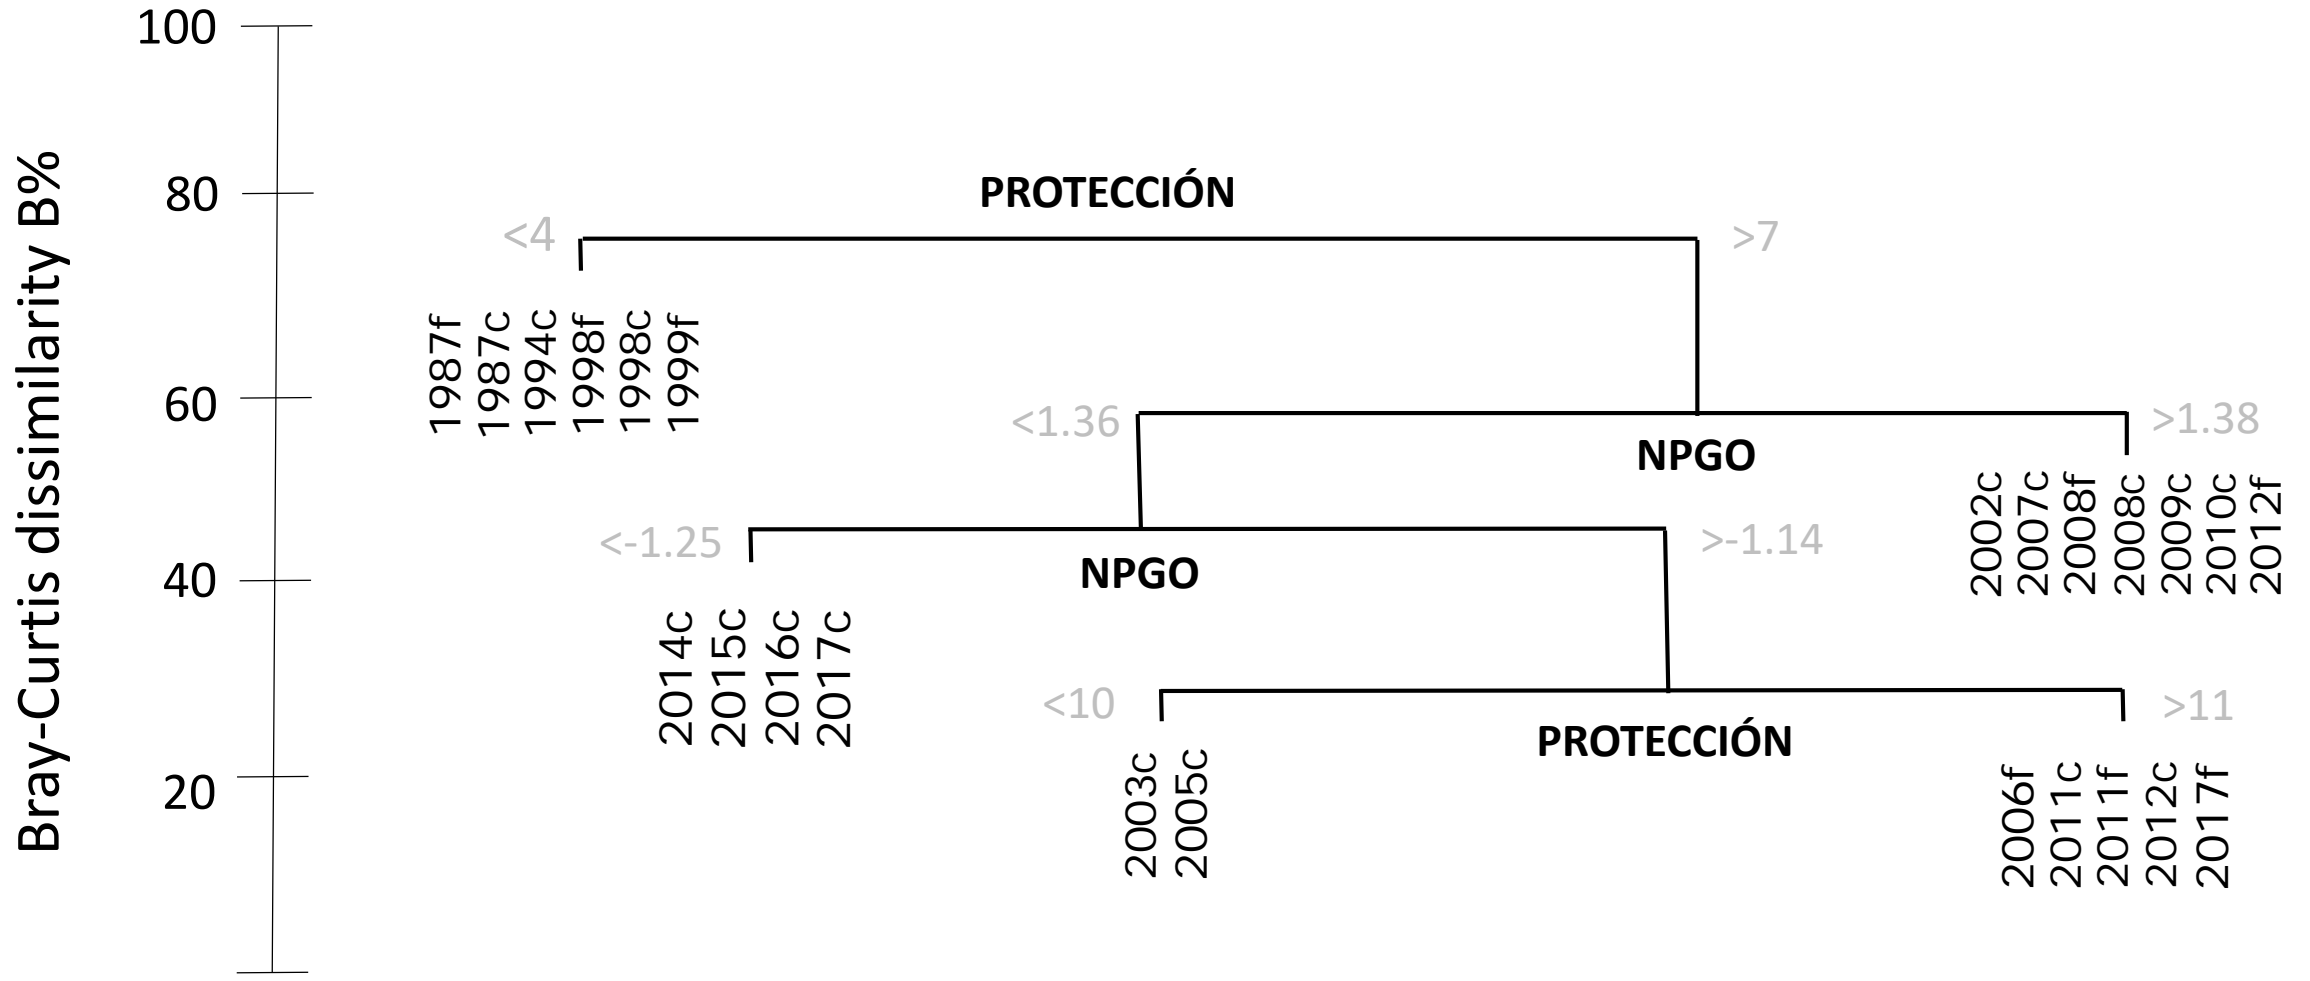 Bray-Curtis dissimilarity B%
100
80
60
40
20
PROTECCIÓN
<4
>7
1987f
1987c
1994c
1998f
1998c
1999f
<1.36
>1.38
NPGO
2002c
2007c
2008f
2008c
2009c
2010c
2012f
<-1.25
>-1.14
NPGO
2014c
2015c
2016c
2017c
<10
>11
PROTECCIÓN
2003c
2005c
2006f
2011c
2011f
2012c
2017f